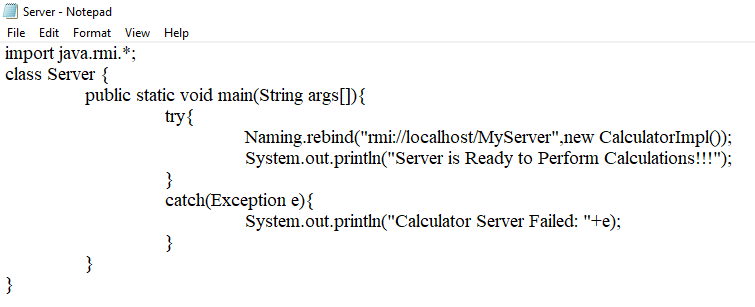 Server - Notepad
File Edit Format View Help
import java.rmi.*;
class Server {
public static void main(String args[]){
try{
Naming.rebind("rmi://localhost/MyServer",new CalculatorImpl());
System.out.println("Server is Ready to Perform Calculations!!!");
}
catch(Exception e){
System.out.println("Calculator Server Failed: "+e);
}
}
}